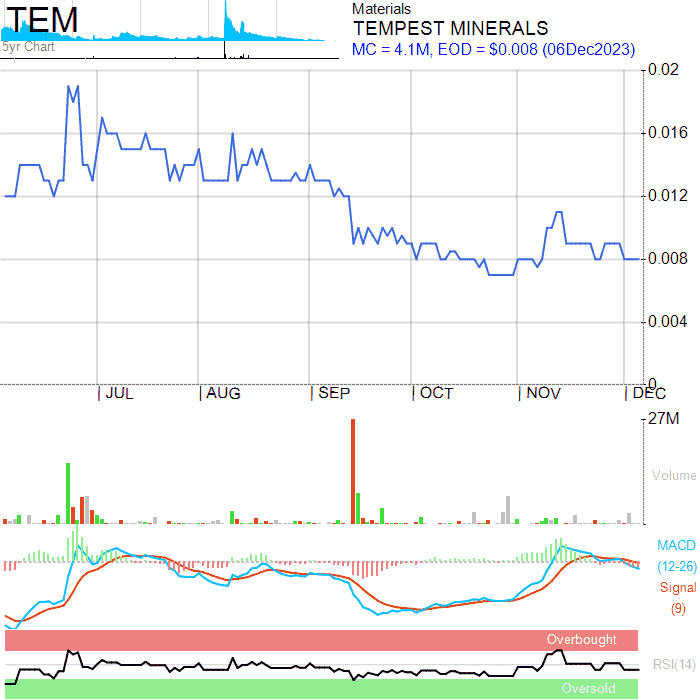 TEM
5yr Chart
Materials
TEMPEST MINERALS
MC = 4.1M, EOD = $0.008 (06Dec2023)
0.02
0.016
0.012
0.008
0.004
0
JUL
AUG
SEP
OCT
NOV
DEC
27M
Volume
MACD
(12-26)
Signal
(9)
Overbought
RSI(14)
Oversold